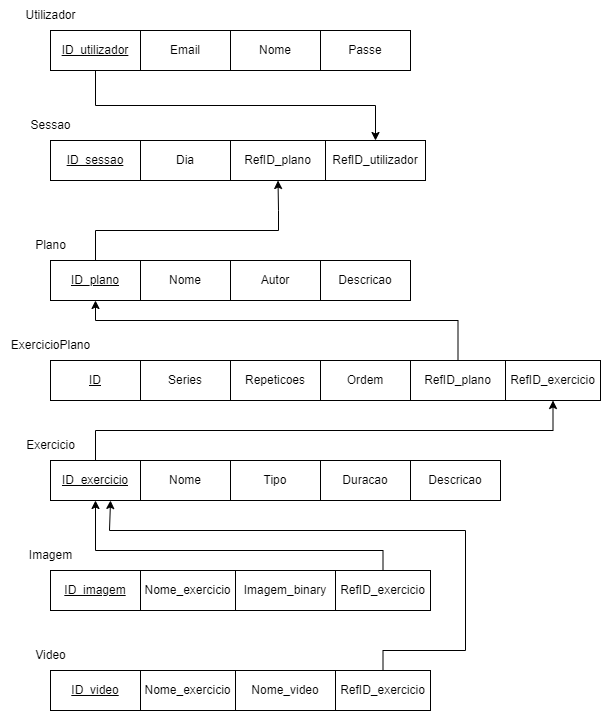 Utilizador
ID_utilizador Email Nome Passe
Sessao
ID_sessao Dia RefID_plano RefID_utilizador
Plano
ID_plano Nome Autor Descricao
ExercicioPlano
ID Series Repeticoes Ordem RefID_plano RefID_exercicio
Exercicio
ID_exercicio Nome Tipo Duracao Descricao
Imagem
ID_imagem Nome_exercicio Imagem_binary RefID_exercicio
Video
ID_video Nome_exercicio Nome_video RefID_exercicio